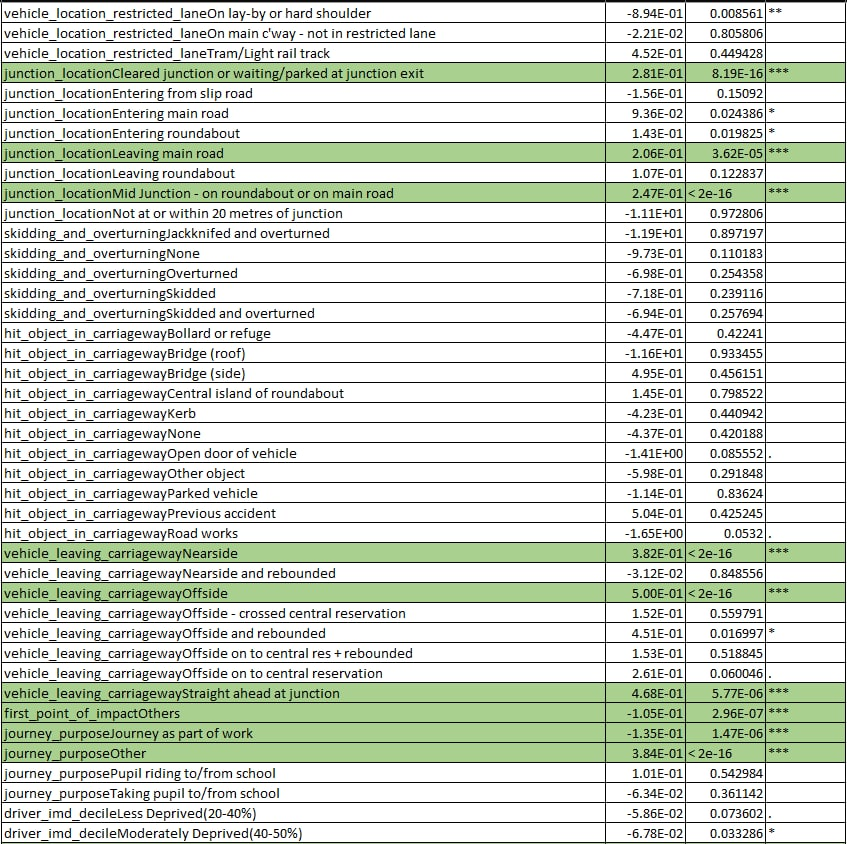 vehicle_location_restricted_laneOn lay-by or hard shoulder -8.94E-01 0.008561 **
vehicle_location_restricted_laneOn main c'way - not in restricted lane -2.21E-02 0.805806
vehicle_location_restricted_laneTram/Light rail track 4.52E-01 0.449428
junction_locationCleared junction or waiting/parked at junction exit 2.81E-01 8.19E-16 ***
junction_locationEntering from slip road -1.56E-01 0.15092
junction_locationEntering main road 9.36E-02 0.024386 *
junction_locationEntering roundabout 1.43E-01 0.019825 *
junction_locationLeaving main road 2.06E-01 3.62E-05 ***
junction_locationLeaving roundabout 1.07E-01 0.122837
junction_locationMid Junction - on roundabout or on main road 2.47E-01 < 2e-16 ***
junction_locationNot at or within 20 metres of junction -1.11E+01 0.972806
skidding_and_overturningJackknifed and overturned -1.19E+01 0.897197
skidding_and_overturningNone -9.73E-01 0.110183
skidding_and_overturningOverturned -6.98E-01 0.254358
skidding_and_overturningSkidded -7.18E-01 0.239116
skidding_and_overturningSkidded and overturned -6.94E-01 0.257694
hit_object_in_carriagewayBollard or refuge -4.47E-01 0.42241
hit_object_in_carriagewayBridge (roof) -1.16E+01 0.933455
hit_object_in_carriagewayBridge (side) 4.95E-01 0.456151
hit_object_in_carriagewayCentral island of roundabout 1.45E-01 0.798522
hit_object_in_carriagewayKerb -4.23E-01 0.440942
hit_object_in_carriagewayNone -4.37E-01 0.420188
hit_object_in_carriagewayOpen door of vehicle -1.41E+00 0.085552 .
hit_object_in_carriagewayOther object -5.98E-01 0.291848
hit_object_in_carriagewayParked vehicle -1.14E-01 0.83624
hit_object_in_carriagewayPrevious accident 5.04E-01 0.425245
hit_object_in_carriagewayRoad works -1.65E+00 0.0532 .
vehicle_leaving_carriagewayNearside 3.82E-01 < 2e-16 ***
vehicle_leaving_carriagewayNearside and rebounded -3.12E-02 0.848556
vehicle_leaving_carriagewayOffside 5.00E-01 < 2e-16 ***
vehicle_leaving_carriagewayOffside - crossed central reservation 1.52E-01 0.559791
vehicle_leaving_carriagewayOffside and rebounded 4.51E-01 0.016997 *
vehicle_leaving_carriagewayOffside on to central res + rebounded 1.53E-01 0.518845
vehicle_leaving_carriagewayOffside on to central reservation 2.61E-01 0.060046 .
vehicle_leaving_carriagewayStraight ahead at junction 4.68E-01 5.77E-06 ***
first_point_of_impactOthers -1.05E-01 2.96E-07 ***
journey_purposeJourney as part of work -1.35E-01 1.47E-06 ***
journey_purposeOther 3.84E-01 < 2e-16 ***
journey_purposePupil riding to/from school 1.01E-01 0.542984
journey_purposeTaking pupil to/from school -6.34E-02 0.361142
driver_imd_decileLess Deprived(20-40%) -5.86E-02 0.073602 .
driver_imd_decileModerately Deprived(40-50%) -6.78E-02 0.033286 *